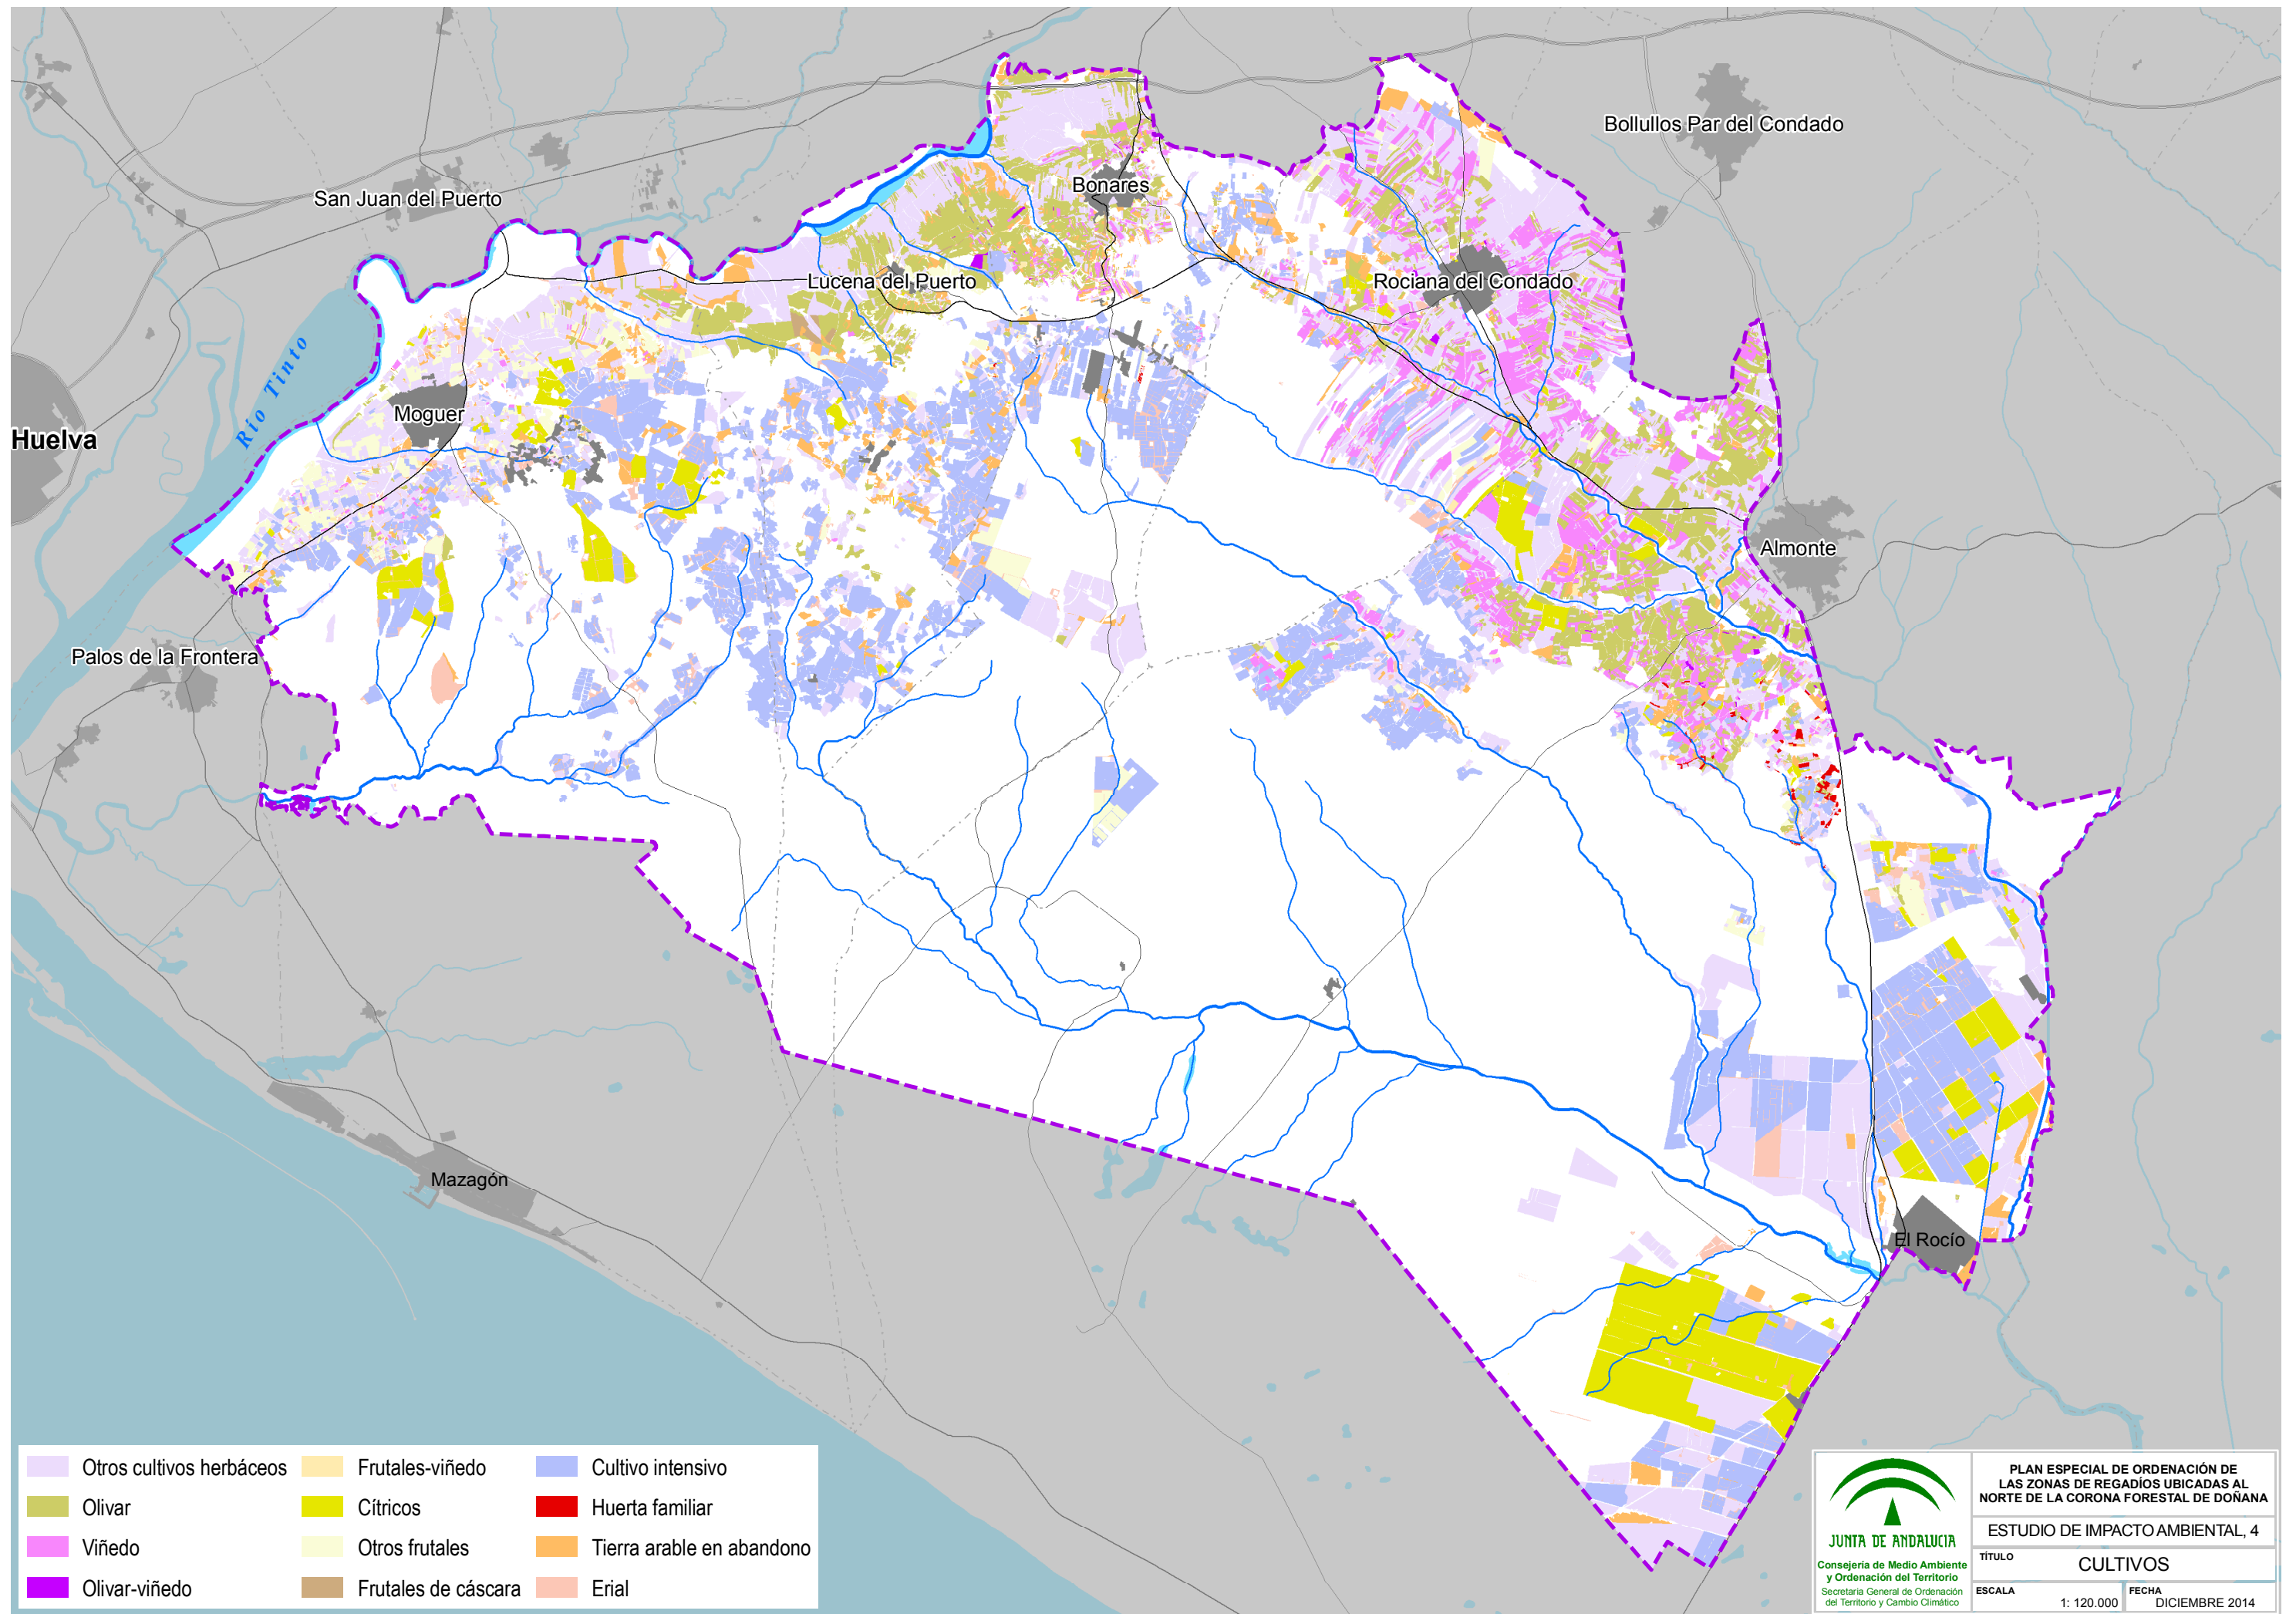 Bollullos Par del Condado
San Juan del Puerto
Bonares
Lucena del Puerto
Rociana del Condado
Río Tinto
Moguer
Huelva
Almonte
Palos de la Frontera
Mazagón
El Rocío
Otros cultivos herbáceos
Olivar
Viñedo
Olivar-viñedo
Frutales-viñedo
Cítricos
Otros frutales
Frutales de cáscara
Cultivo intensivo
Huerta familiar
Tierra arable en abandono
Erial
JUNTA DE ANDALUCIA
Consejería de Medio Ambiente
y Ordenación del Territorio
Secretaria General de Ordenación
del Territorio y Cambio Climático
PLAN ESPECIAL DE ORDENACIÓN DE
LAS ZONAS DE REGADÍOS UBICADAS AL
NORTE DE LA CORONA FORESTAL DE DOÑANA
ESTUDIO DE IMPACTO AMBIENTAL, 4
TÍTULO
CULTIVOS
ESCALA
1: 120.000
FECHA
DICIEMBRE 2014